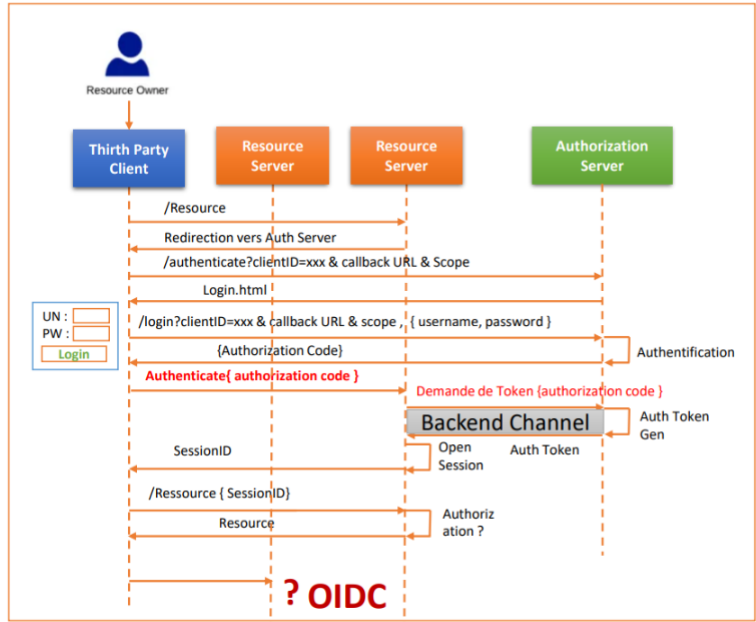 Resource Owner
Thirth Party
Client
Resource
Server
Resource
Server
Authorization
Server
/Resource
Redirection vers Auth Server
/authenticate?clientID=xxx & callback URL & Scope
Login.html
UN :
PW :
Login
/login?clientID=xxx & callback URL & scope , { username, password }
{Authorization Code}
Authentification
Authenticate{ authorization code }
Demande de Token {authorization code }
Backend Channel
Auth Token
Gen
SessionID
Open
Session
Auth Token
/Ressource { SessionID}
Resource
Authoriz
ation ?
? OIDC